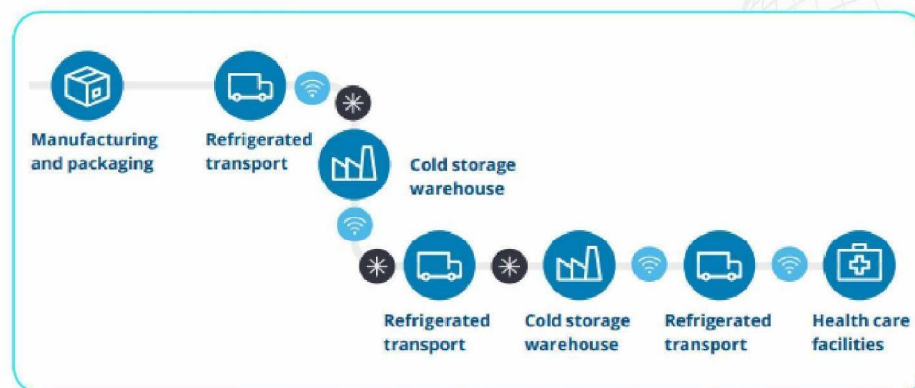 Manufacturing
and packaging
Refrigerated
transport
Cold storage
warehouse
Refrigerated
transport
Cold storage
warehouse
Refrigerated
transport
Health care
facilities